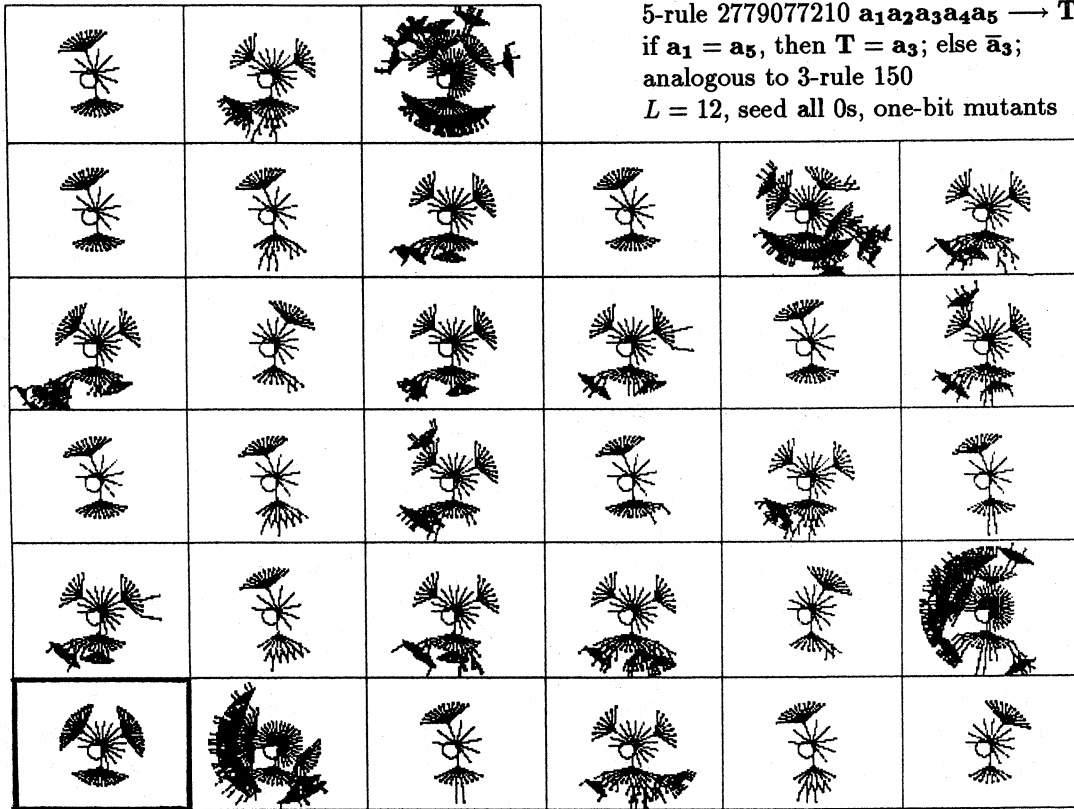 5-rule 2779077210 a₁a₂a₃a₄a₅ ⟶ T
if a₁ = a₅, then T = a₃; else a̅₃;
analogous to 3-rule 150
L = 12, seed all 0s, one-bit mutants